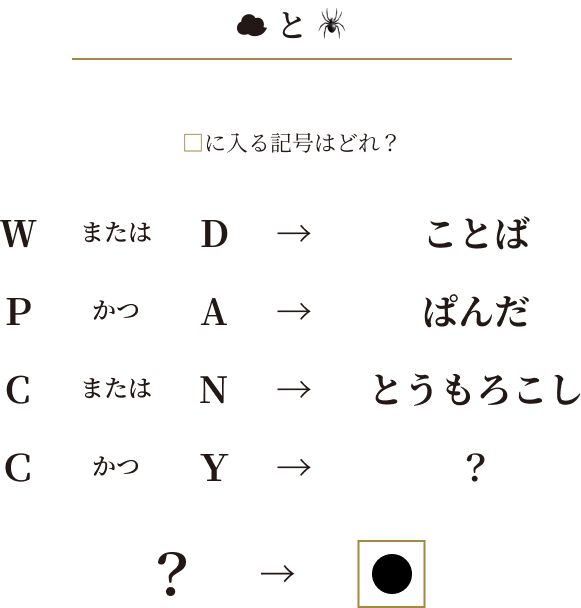 ☁と🕷
□に入る記号はどれ？
W または D → ことば
P かつ A → ぱんだ
C または N → とうもろこし
C かつ Y → ？
？ → ●